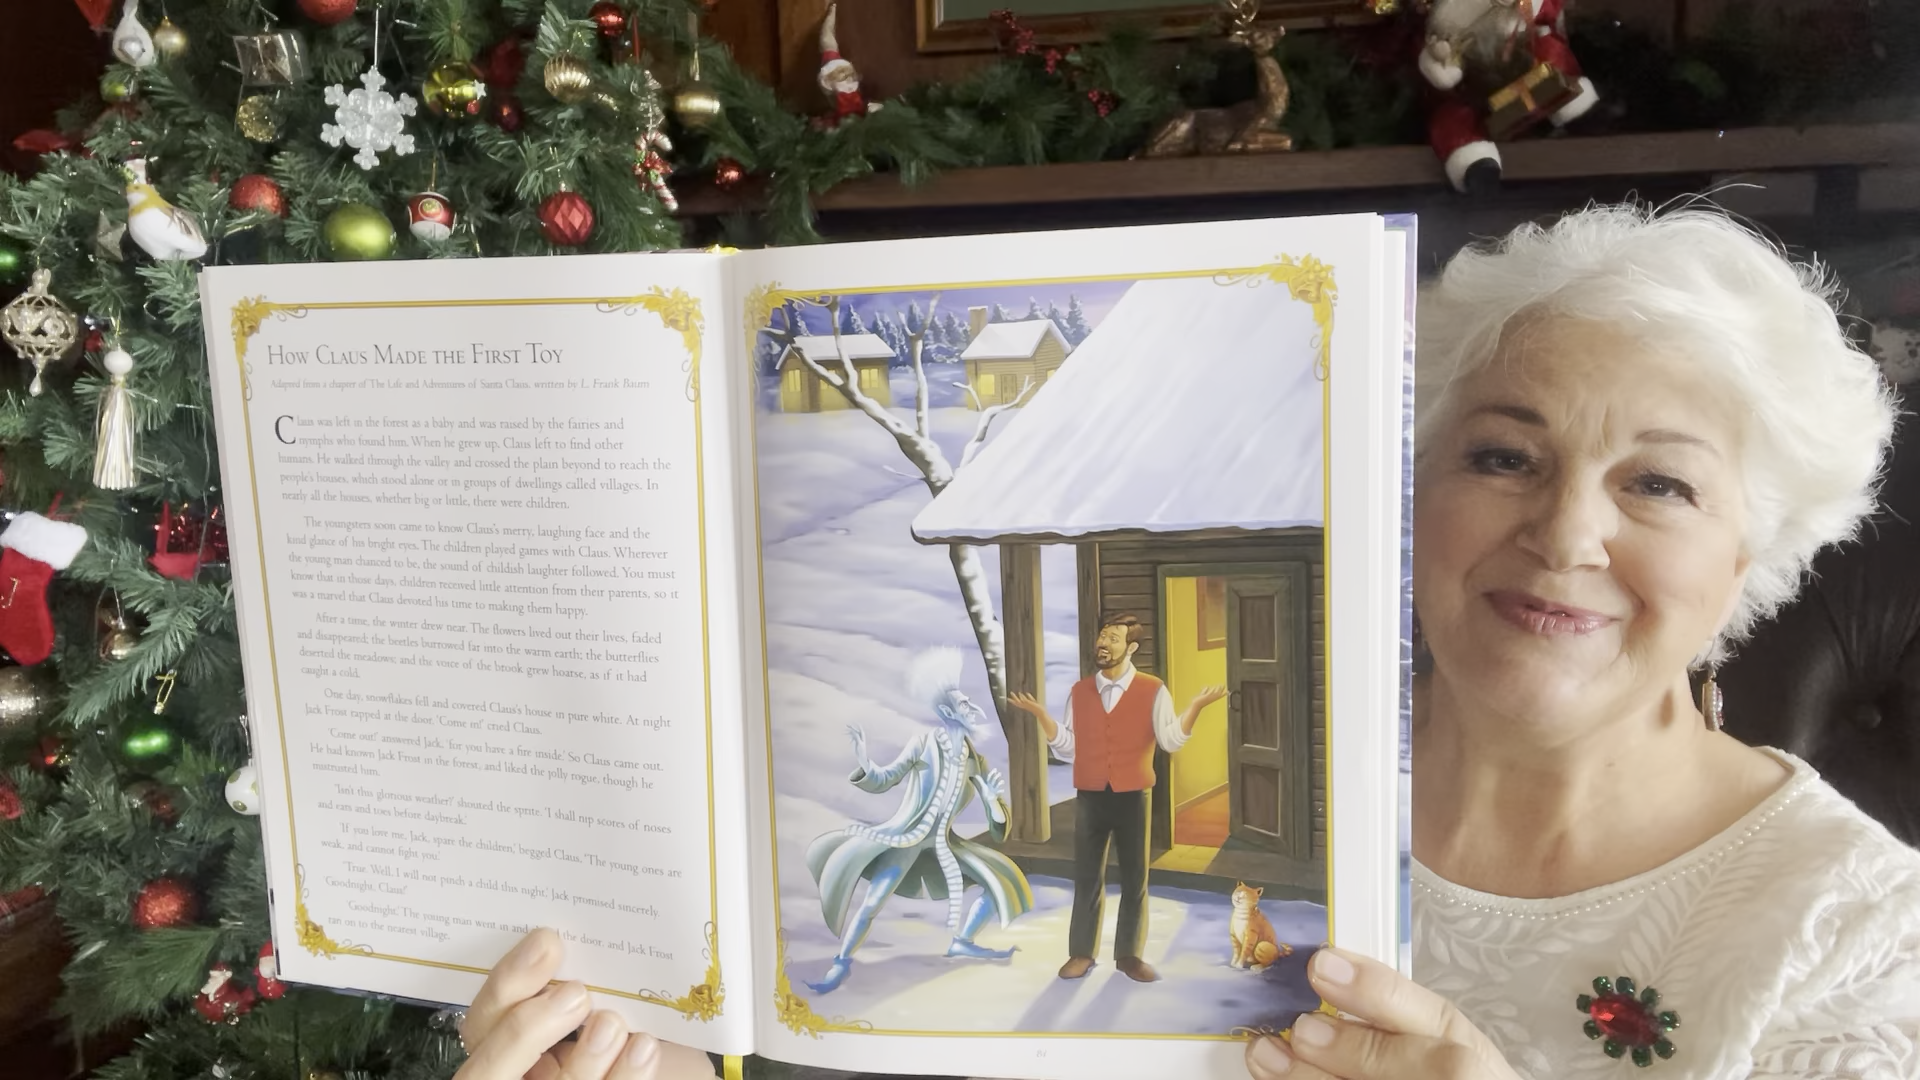 How Claus Made the First Toy
Adapted from a chapter of The Life and Adventures of Santa Claus, written by L. Frank Baum
Claus was left in the forest as a baby and was raised by the fairies and
nymphs who found him. When he grew up, Claus left to find other
humans. He walked through the valley and crossed the plain beyond to reach the
people's houses, which stood alone or in groups of dwellings called villages. In
nearly all the houses, whether big or little, there were children.
The youngsters soon came to know Claus's merry, laughing face and the
kind glance of his bright eyes. The children played games with Claus. Wherever
the young man chanced to be, the sound of childish laughter followed. You must
know that in those days, children received little attention from their parents, so it
was a marvel that Claus devoted his time to making them happy.
After a time, the winter drew near. The flowers lived out their lives, faded
and disappeared; the beetles burrowed far into the warm earth; the butterflies
deserted the meadows; and the voice of the brook grew hoarse, as if it had
caught a cold.
One day, snowflakes fell and covered Claus's house in pure white. At night
Jack Frost rapped at the door. 'Come in!' cried Claus.
'Come out!' answered Jack, 'for you have a fire inside.' So Claus came out.
He had known Jack Frost in the forest, and liked the jolly rogue, though he
mistrusted him.
'Isn't this glorious weather?' shouted the sprite. 'I shall nip scores of noses
and ears and toes before daybreak.'
'If you love me, Jack, spare the children,' begged Claus. 'The young ones are
weak, and cannot fight you.'
'True. Well, I will not pinch a child this night,' Jack promised sincerely.
'Goodnight, Claus!'
'Goodnight.' The young man went in and the door, and Jack Frost
ran on to the nearest village.